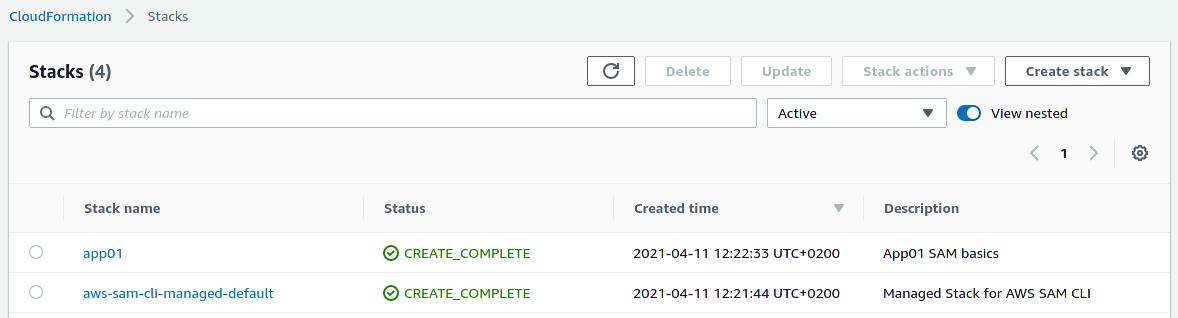 CloudFormation > Stacks
Stacks (4) Delete Update Stack actions Create stack
Filter by stack name Active View nested
1
Stack name Status Created time Description
app01 CREATE_COMPLETE 2021-04-11 12:22:33 UTC+0200 App01 SAM basics
aws-sam-cli-managed-default CREATE_COMPLETE 2021-04-11 12:21:44 UTC+0200 Managed Stack for AWS SAM CLI